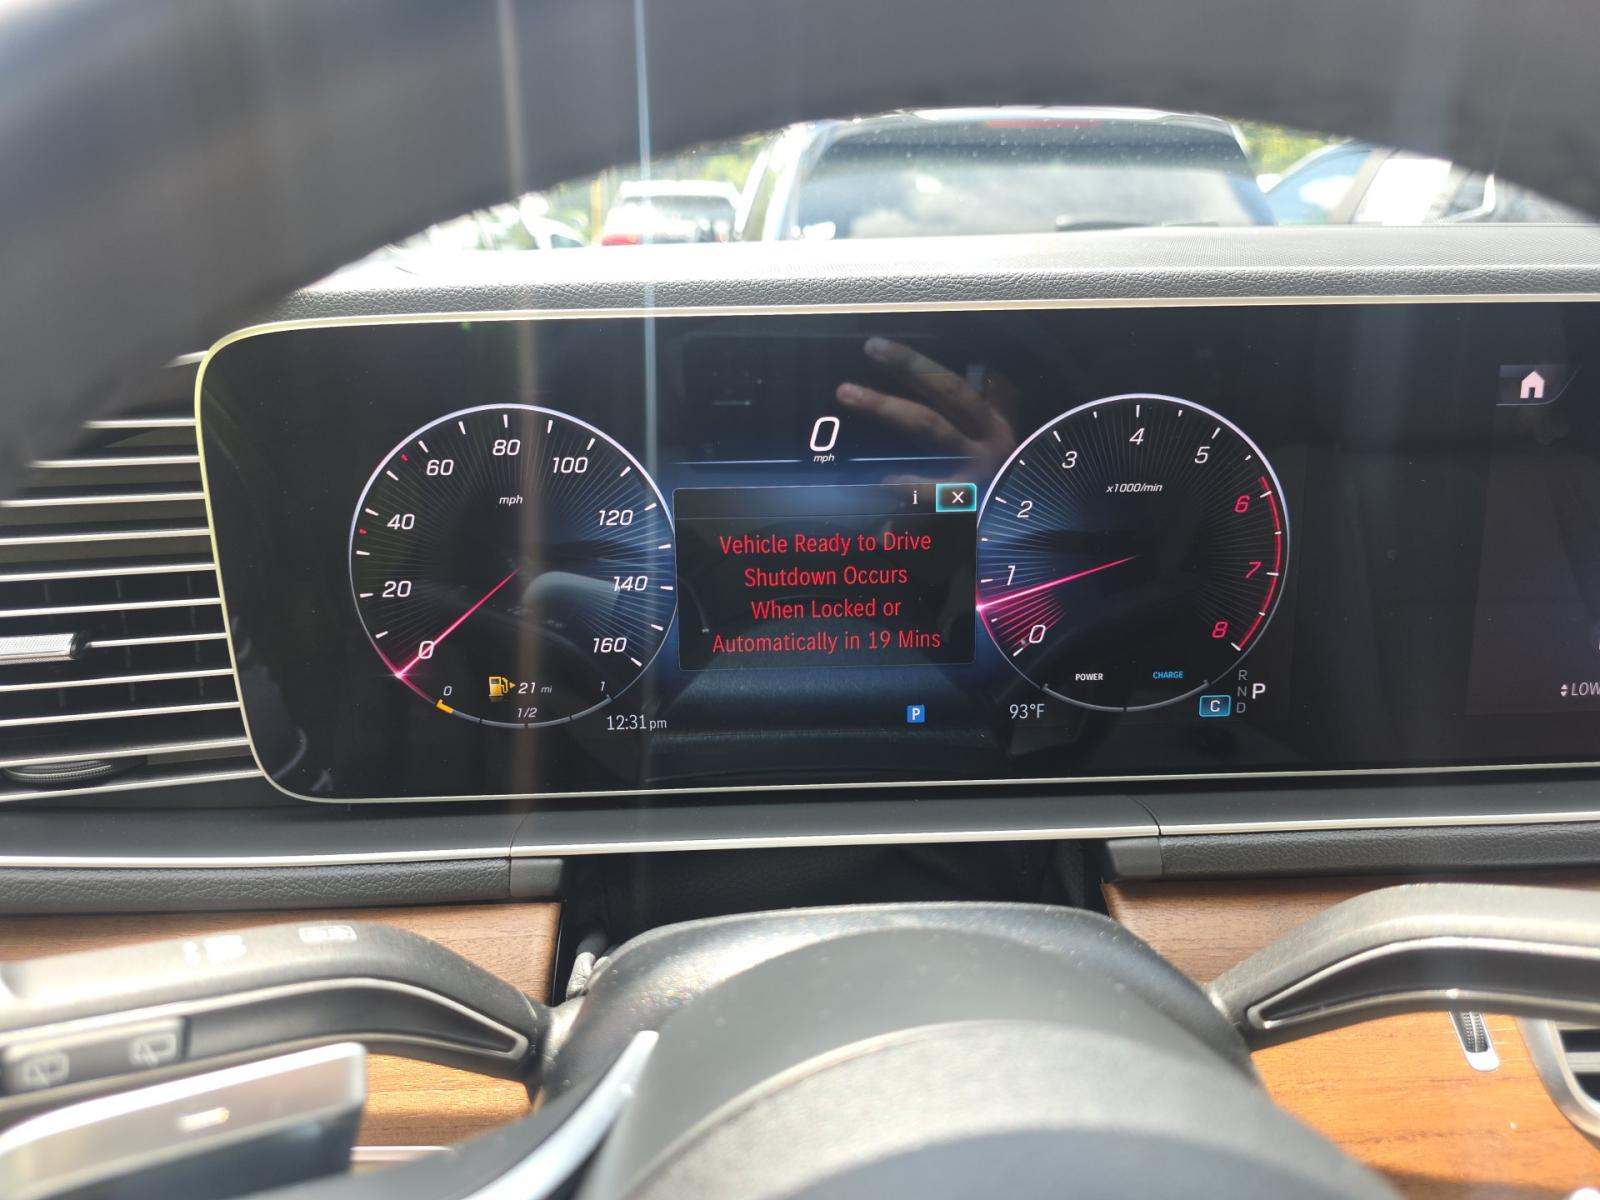 0
mph
i X
Vehicle Ready to Drive
Shutdown Occurs
When Locked or
Automatically in 19 Mins
0
20
40
60
80
100
120
140
160
mph
0
1/2
1
21 mi
12:31 pm
P
93°F
0
1
2
3
4
5
6
7
8
x1000/min
POWER
CHARGE
C
R
N
D
P
LOW